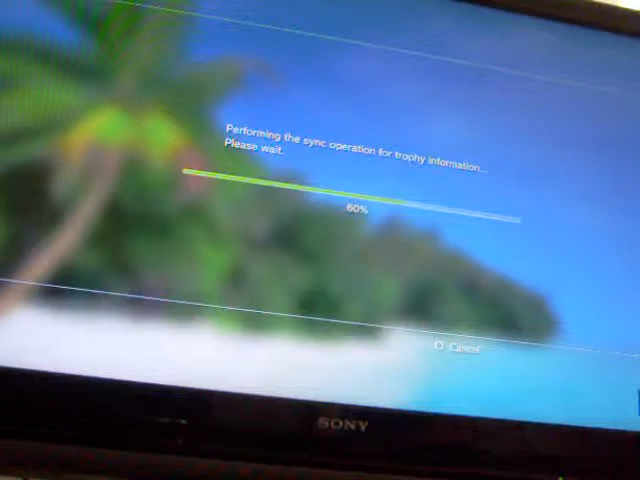 Performing the sync operation for trophy information...
Please wait.
60%
Cancel
SONY